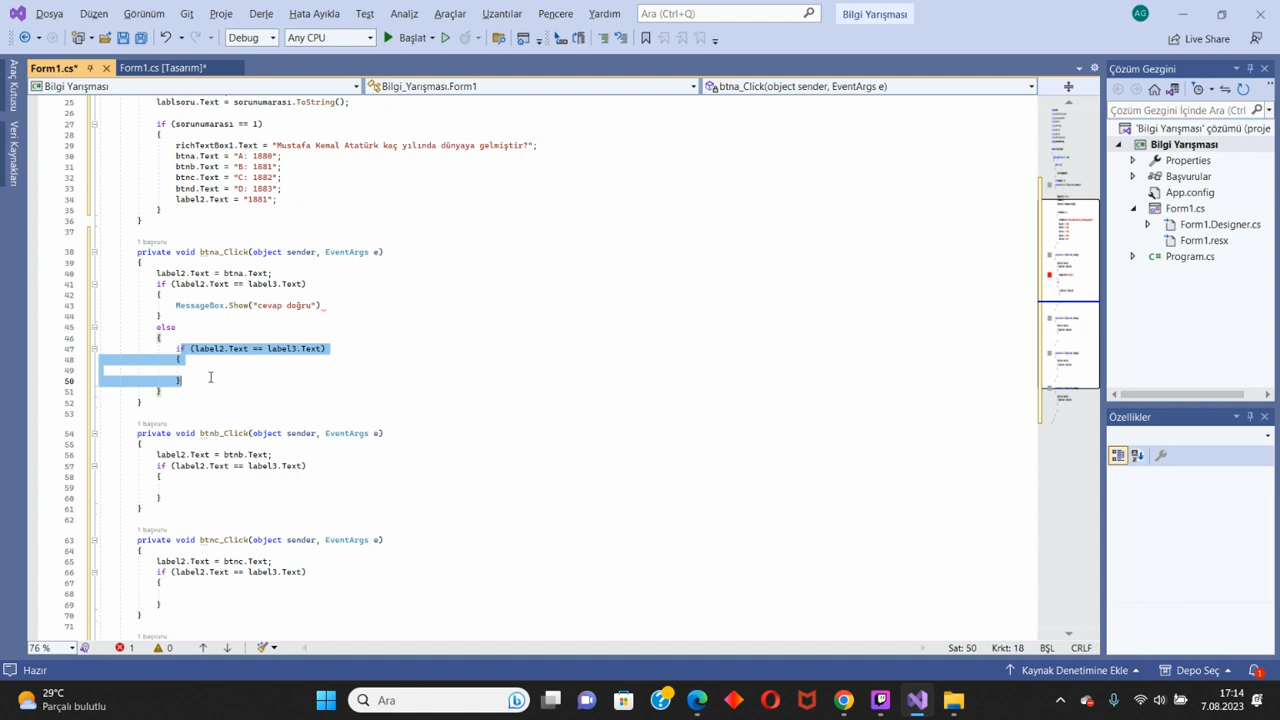 Dosya Düzen Görünüm Git Proje Derle Hata Ayıkla Test Analiz Araçlar Uzantılar Pencere Yardım Ara (Ctrl+Q) Bilgi Yarışması AG
Debug Any CPU Başlat Live Share
Form1.cs* Form1.cs [Tasarım]*
Bilgi Yarışması Bilgi_Yarışması.Form1 btna_Click(object sender, EventArgs e)
Araç Kutusu
Veri Kaynakları
25 lablsoru.Text = sorunumarası.ToString();
26
27 if (sorunumarası == 1)
28 {
29 richTextBox1.Text = "Mustafa Kemal Atatürk kaç yılında dünyaya gelmiştir?";
30 btna.Text = "A: 1880";
31 btnb.Text = "B: 1881";
32 btnc.Text = "C: 1882";
33 btnd.Text = "D: 1883";
34 label2.Text = "1881";
35 }
36 }
37
1 başvuru
38 private void btna_Click(object sender, EventArgs e)
39 {
40 label2.Text = btna.Text;
41 if (label2.Text == label3.Text)
42 {
43 MessageBox.Show("cevap doğru")
44 }
45 else
46 {
47 if (label2.Text == label3.Text)
48 {
49
50 }
51 }
52 }
53
1 başvuru
54 private void btnb_Click(object sender, EventArgs e)
55 {
56 label2.Text = btnb.Text;
57 if (label2.Text == label3.Text)
58 {
59
60 }
61 }
62
1 başvuru
63 private void btnc_Click(object sender, EventArgs e)
64 {
65 label2.Text = btnc.Text;
66 if (label2.Text == label3.Text)
67 {
68
69 }
70 }
71
1 başvuru
76 % 1 0 Sat: 50 Krkt: 18 BŞL CRLF
Çözüm Gezgini
Çözüm Gezgini İçinde Ara (Ctrl
'Bilgi Yarışması' çözümü (proje
Bilgi Yarışması
Properties
Başvurular
App.config
Form1.cs
Form1.Designer.cs
Form1.resx
Program.cs
Özellikler
Hazır Kaynak Denetimine Ekle Depo Seç 1
29°C
Parçalı bulutlu
Ara
17:14
7.08.2023